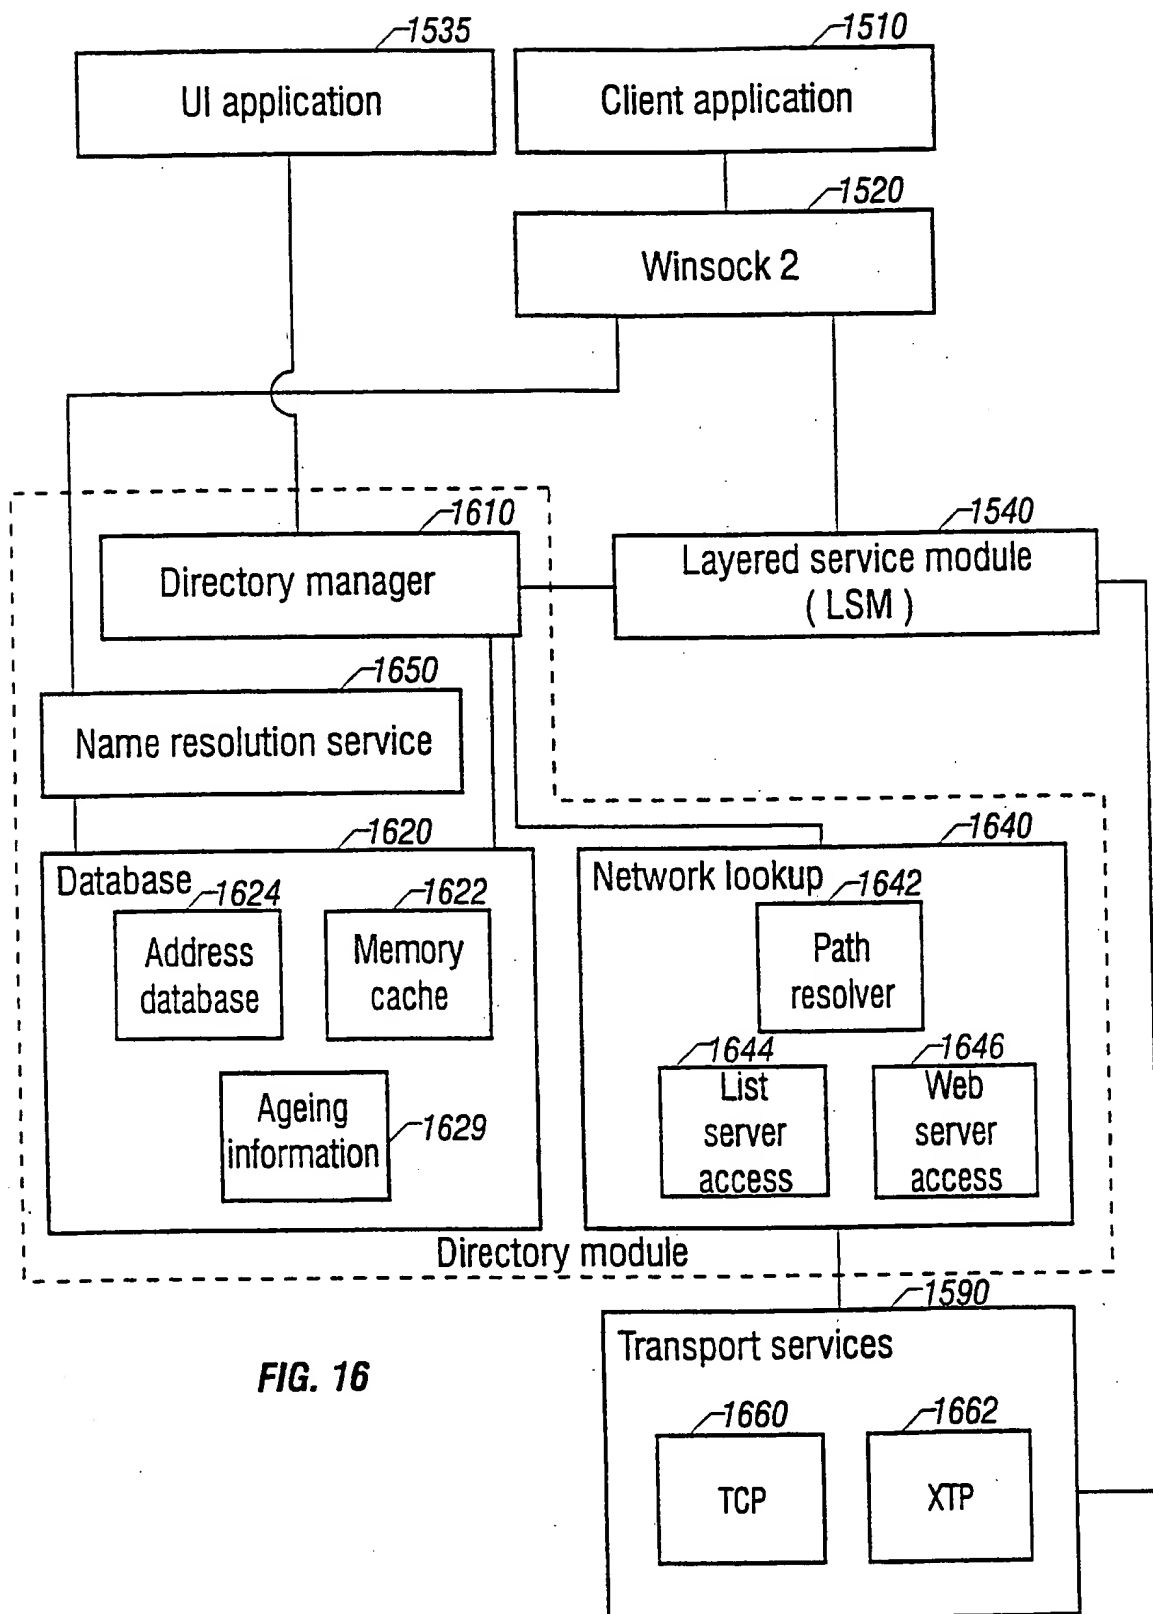 1535
UI application
1510
Client application
1520
Winsock 2
1610
Directory manager
1540
Layered service module
( LSM )
1650
Name resolution service
1620
Database
1624
Address
database
1622
Memory
cache
Ageing
information
1629
1640
Network lookup
1642
Path
resolver
1644
List
server
access
1646
Web
server
access
Directory module
1590
Transport services
1660
TCP
1662
XTP
FIG. 16